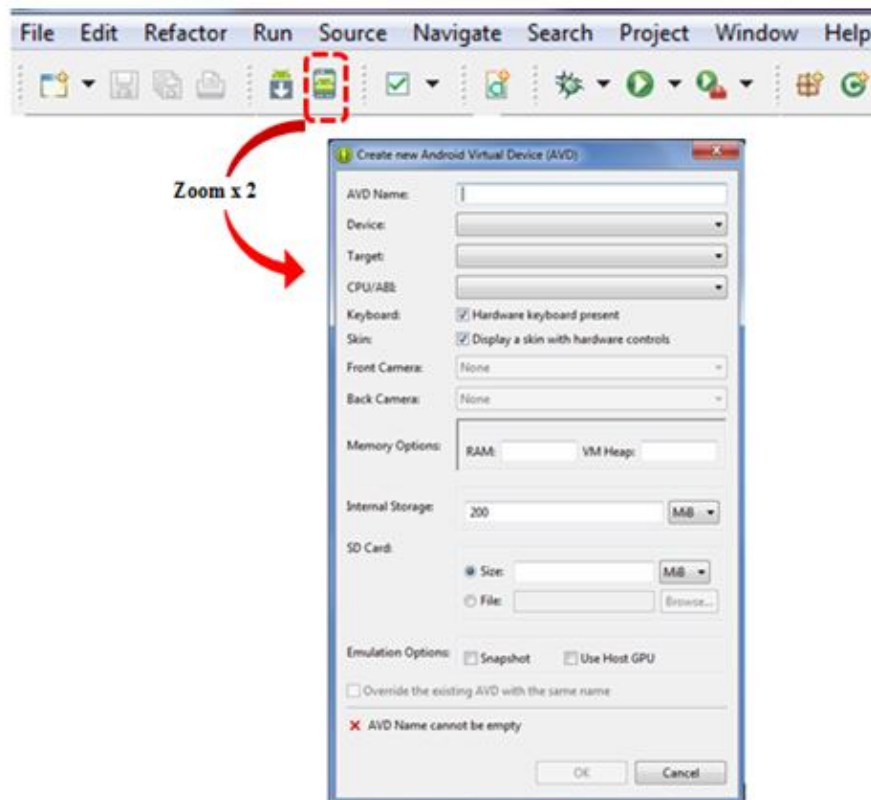 File Edit Refactor Run Source Navigate Search Project Window Help
Zoom x 2
Create new Android Virtual Device (AVD)
AVD Name:
Device:
Target:
CPU/ABI:
Keyboard: Hardware keyboard present
Skin: Display a skin with hardware controls
Front Camera: None
Back Camera: None
Memory Options: RAM: VM Heap:
Internal Storage: 200 MiB
SD Card:
Size: MiB
File: Browse...
Emulation Options: Snapshot Use Host GPU
Override the existing AVD with the same name
AVD Name cannot be empty
OK Cancel